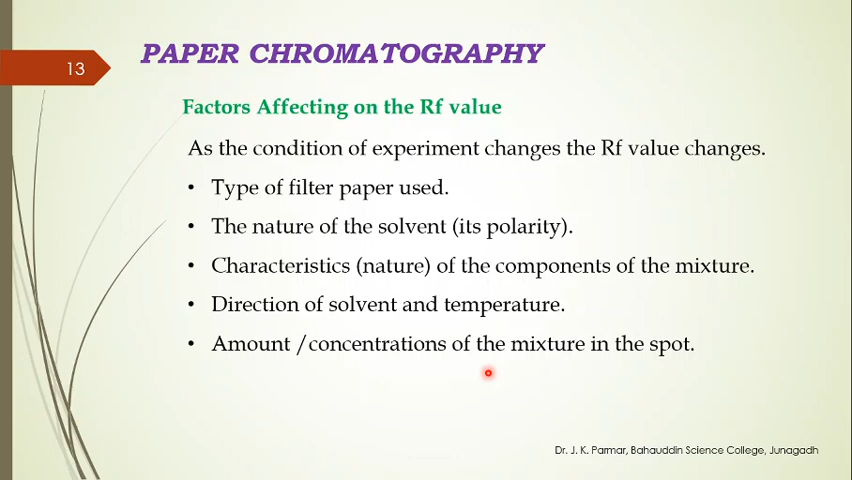 PAPER CHROMATOGRAPHY
13
Factors Affecting on the Rf value
As the condition of experiment changes the Rf value changes.
• Type of filter paper used.
• The nature of the solvent (its polarity).
• Characteristics (nature) of the components of the mixture.
• Direction of solvent and temperature.
• Amount /concentrations of the mixture in the spot.
Dr. J. K. Parmar, Bahauddin Science College, Junagadh